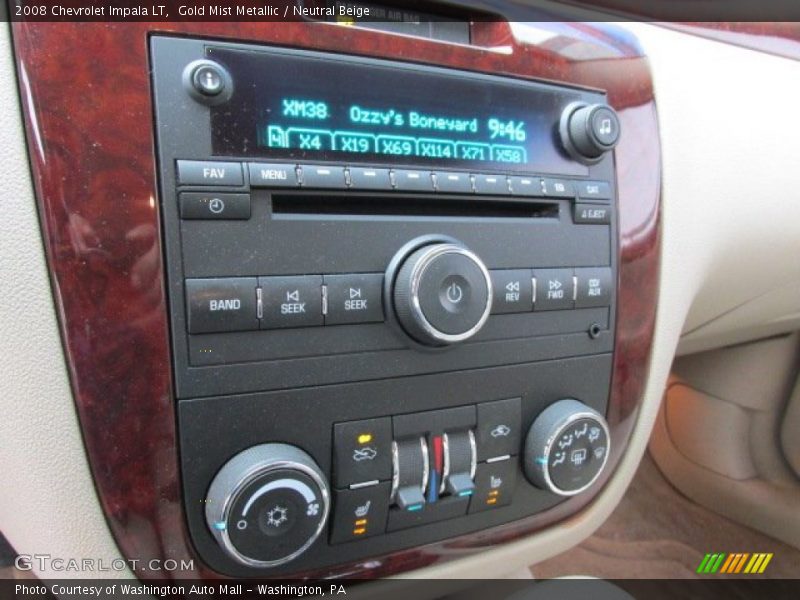 2008 Chevrolet Impala LT, Gold Mist Metallic / Neutral Beige
XM38 Ozzy's Boneyard 9:46
X4 X19 X69 X114 X71 X58
FAV MENU CAT
EJECT
BAND SEEK SEEK REV FWD AUX
GTCARLOT.COM
Photo Courtesy of Washington Auto Mall - Washington, PA